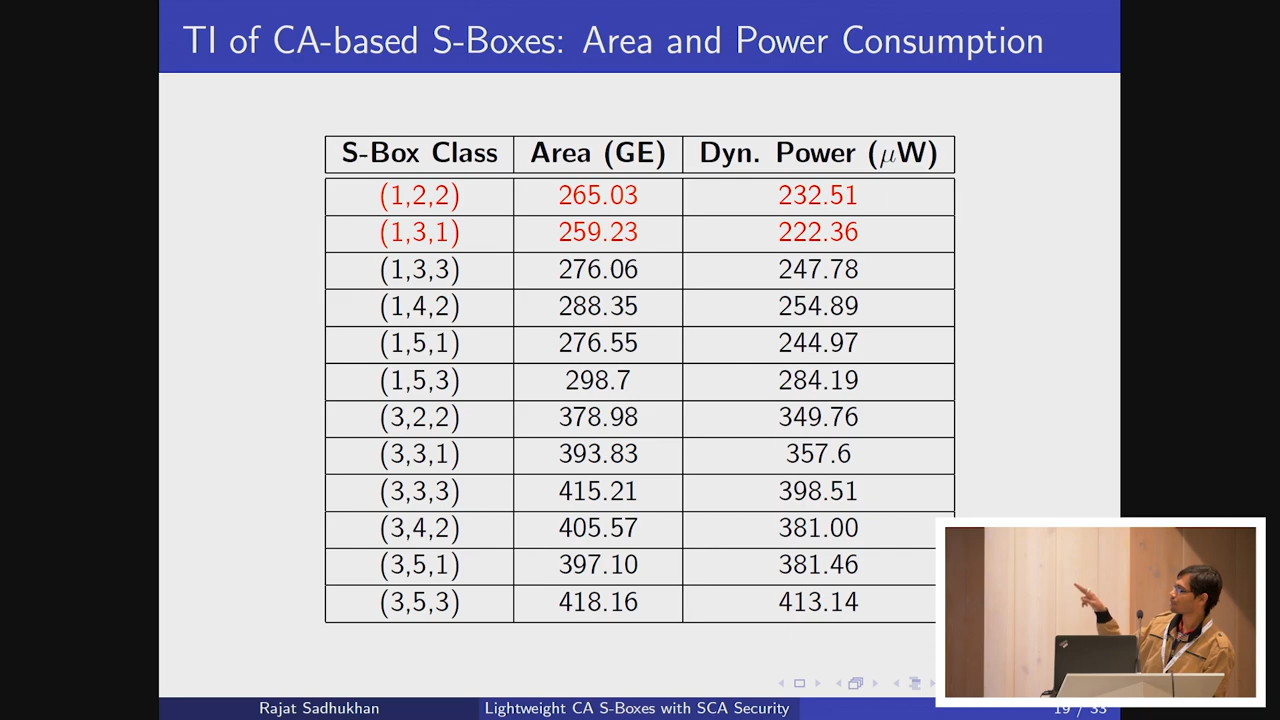 TI of CA-based S-Boxes: Area and Power Consumption
S-Box Class Area (GE) Dyn. Power (μW)
(1,2,2) 265.03 232.51
(1,3,1) 259.23 222.36
(1,3,3) 276.06 247.78
(1,4,2) 288.35 254.89
(1,5,1) 276.55 244.97
(1,5,3) 298.7 284.19
(3,2,2) 378.98 349.76
(3,3,1) 393.83 357.6
(3,3,3) 415.21 398.51
(3,4,2) 405.57 381.00
(3,5,1) 397.10 381.46
(3,5,3) 418.16 413.14
Rajat Sadhukhan Lightweight CA S-Boxes with SCA Security 19 / 33